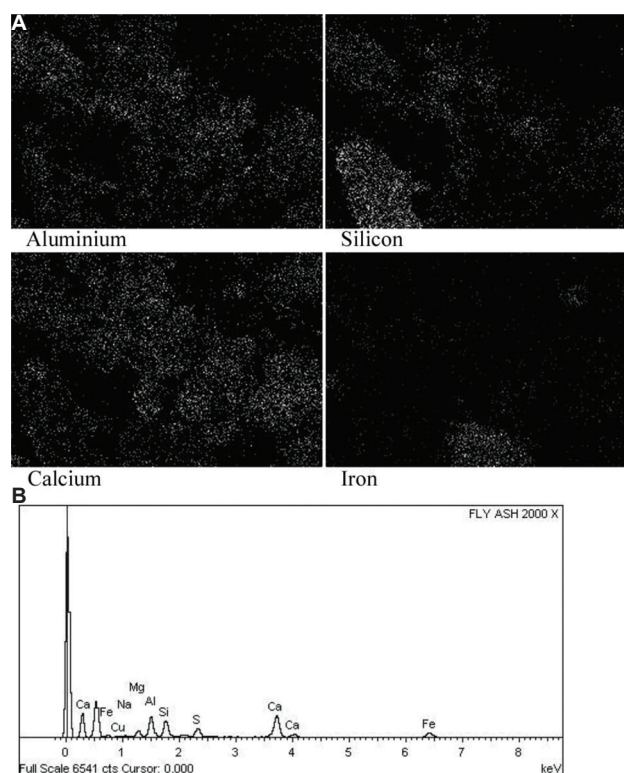 A
Aluminium
Silicon
Calcium
Iron
B
FLY ASH 2000 X
Ca
Fe
Cu
Na
Mg
Al
Si
S
Ca
Ca
Fe
0 1 2 3 4 5 6 7 8
Full Scale 6541 cts Cursor: 0.000 keV